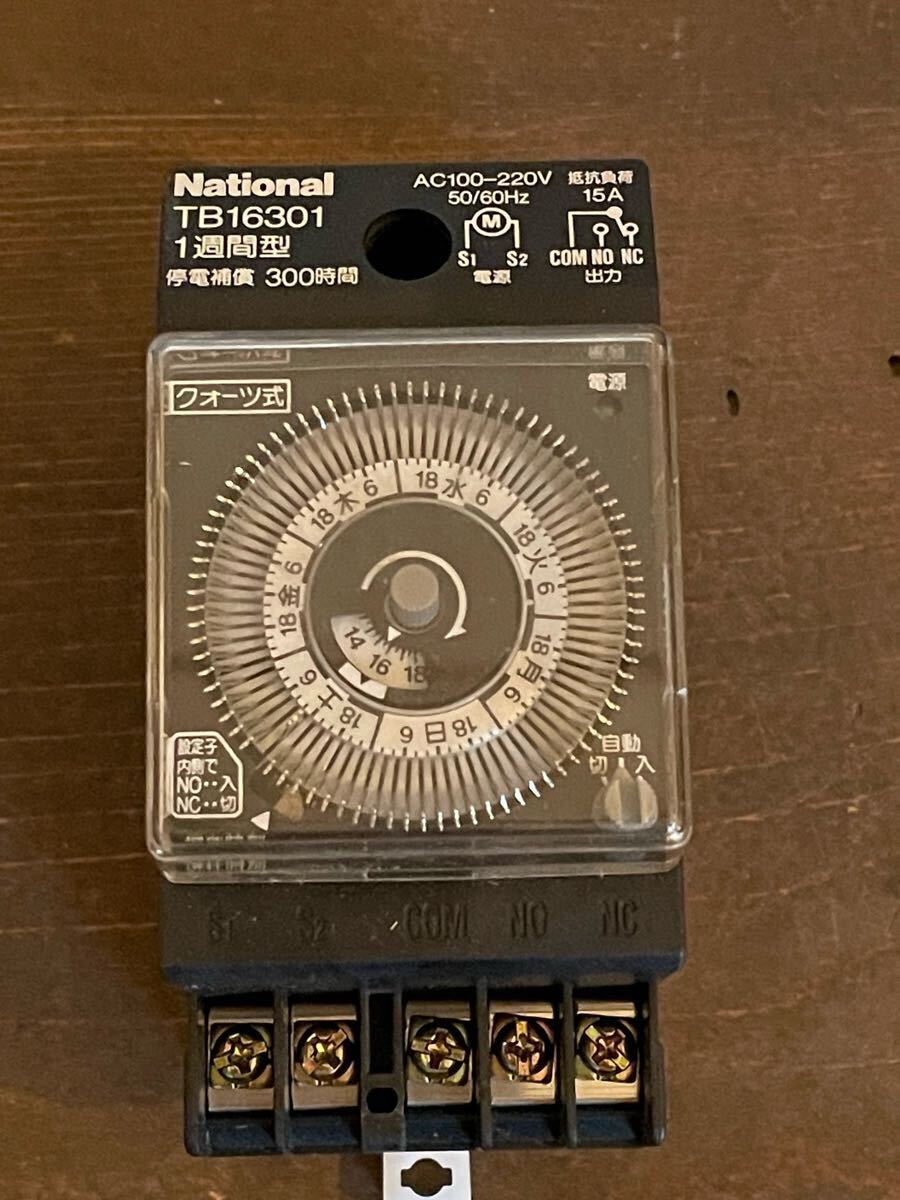 National
TB16301
1週間型
停電補償 300時間
AC100-220V
50/60Hz
M
S1 S2
電源
抵抗負荷
15A
COM NO NC
出力
クォーツ式
電源
18 水 6
18 火 6
18 月 6
18 日 6
18 土 6
18 金 6
18 木 6
14 16 18
設定子
内側で
NO‥入
NC‥切
自動
切 入
S1 S2 COM NO NC